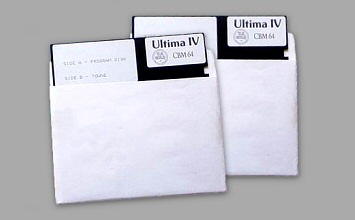 Ultima IV
CBM 64
Ultima IV
CBM 64
SIDE A - PROGRAM DISK
SIDE B - TOWNE